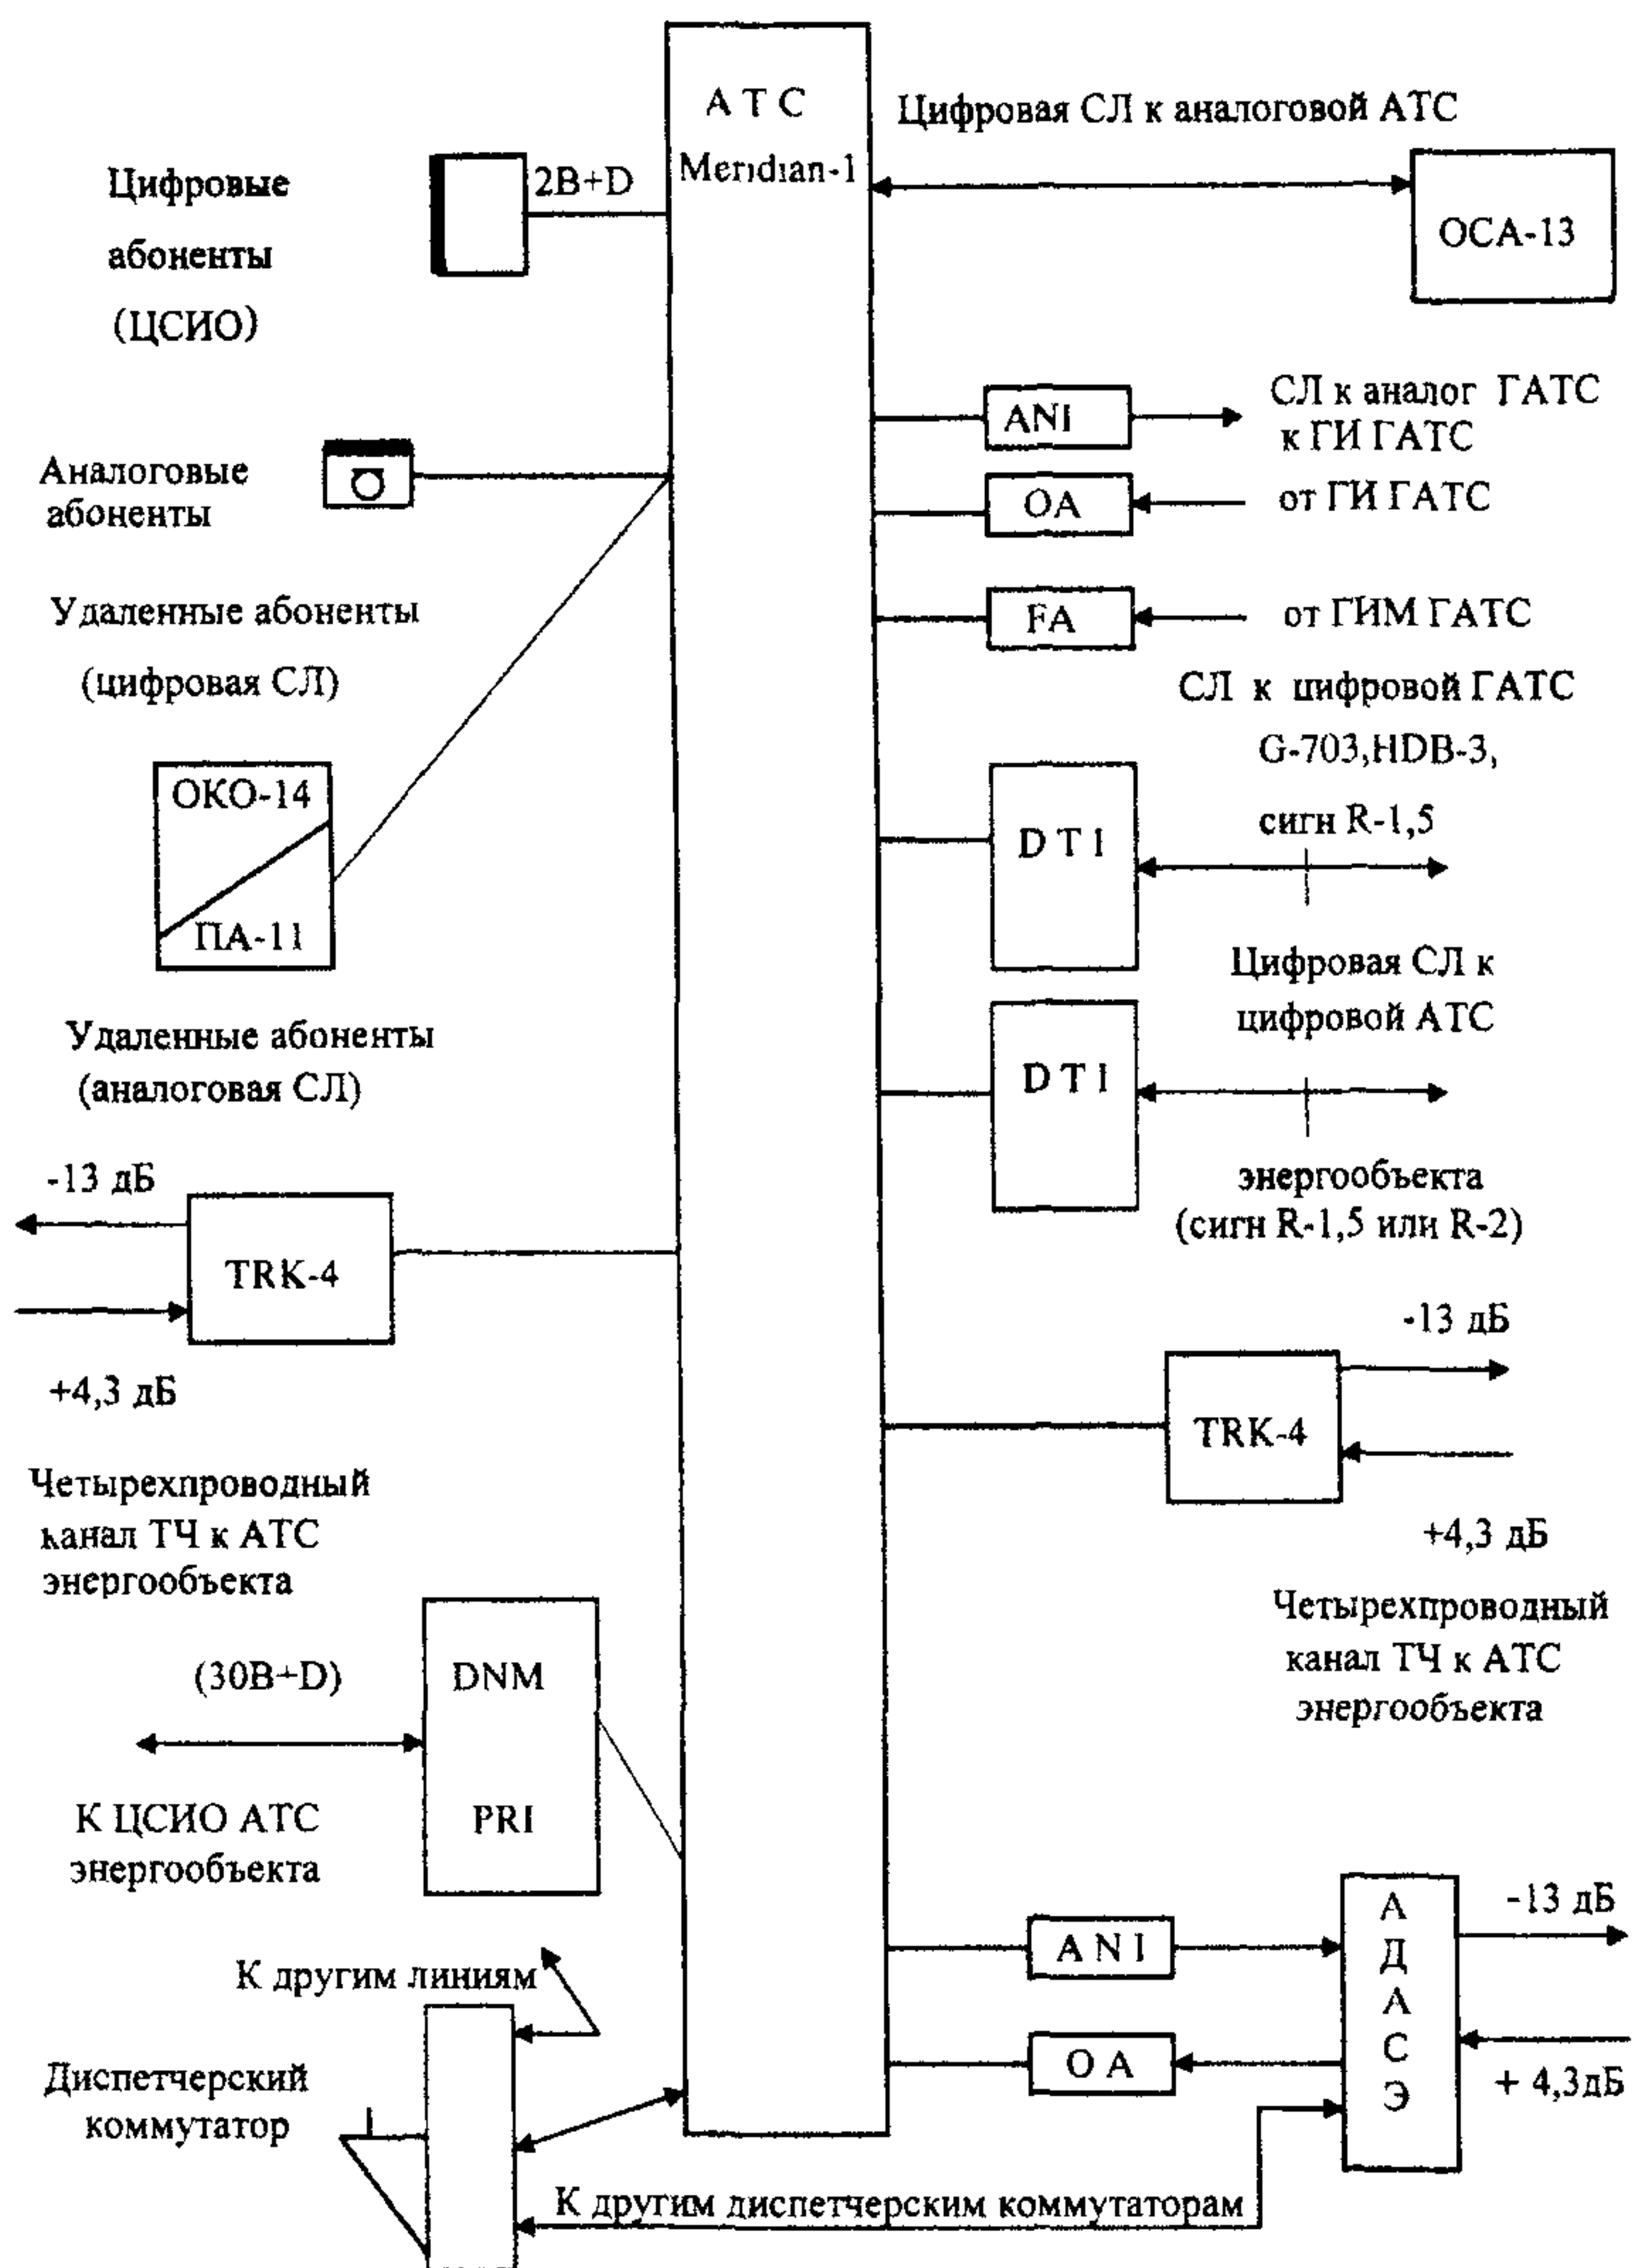 А Т С
Meridian-1
Цифровая СЛ к аналоговой АТС
Цифровые
абоненты
(ЦСИО)
2B+D
ОСА-13
Аналоговые
абоненты
ANI
СЛ к аналог ГАТС
к ГИ ГАТС
OA
от ГИ ГАТС
FA
от ГИМ ГАТС
Удаленные абоненты
(цифровая СЛ)
СЛ к цифровой ГАТС
G-703,HDB-3,
сигн R-1,5
ОКО-14
ПА-11
D T I
Удаленные абоненты
(аналоговая СЛ)
Цифровая СЛ к
цифровой АТС
D T I
энергообъекта
(сигн R-1,5 или R-2)
-13 дБ
TRK-4
+4,3 дБ
Четырехпроводный
канал ТЧ к АТС
энергообъекта
-13 дБ
TRK-4
+4,3 дБ
Четырехпроводный
канал ТЧ к АТС
энергообъекта
(30B+D)
DNM
PRI
К ЦСИО АТС
энергообъекта
К другим линиям
Диспетчерский
коммутатор
A N I
O A
А
Д
А
С
Э
-13 дБ
+ 4,3дБ
К другим диспетчерским коммутаторам